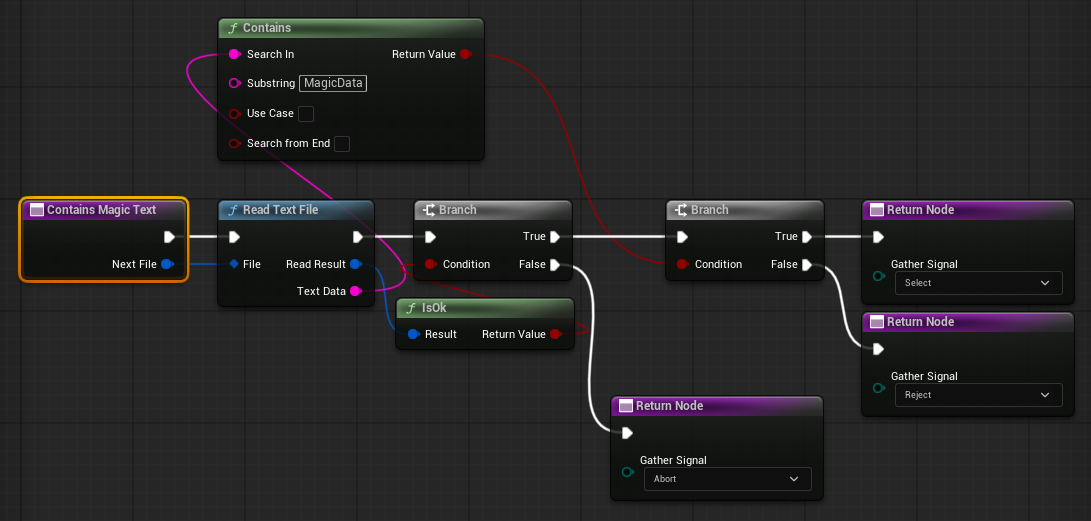 f Contains
Search In
Return Value
Substring MagicData
Use Case
Search from End
Contains Magic Text
Next File
f Read Text File
File
Read Result
Text Data
Branch
True
Condition
False
f IsOk
Result
Return Value
Branch
True
Condition
False
Return Node
Gather Signal
Select
Return Node
Gather Signal
Reject
Return Node
Gather Signal
Abort